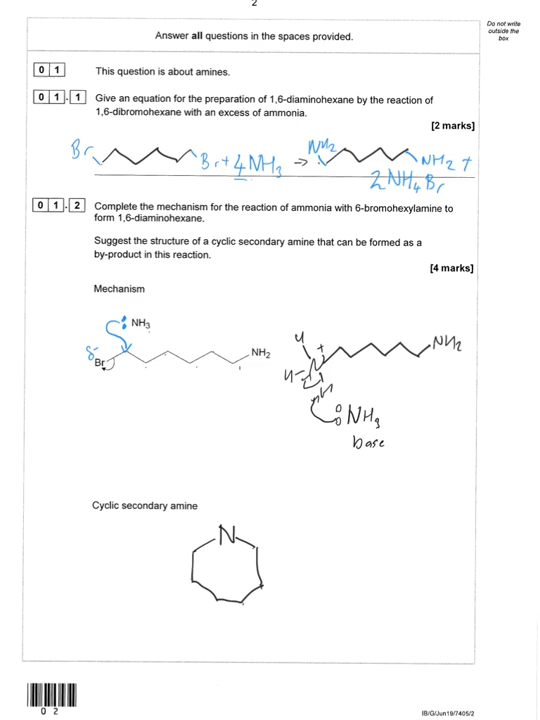 2
Do not write
outside the
box
Answer all questions in the spaces provided.
0 1 This question is about amines.
0 1 . 1 Give an equation for the preparation of 1,6-diaminohexane by the reaction of
1,6-dibromohexane with an excess of ammonia.
[2 marks]
Br Br + 4NH3 → NH2 NH2 +
2NH4Br
0 1 . 2 Complete the mechanism for the reaction of ammonia with 6-bromohexylamine to
form 1,6-diaminohexane.
Suggest the structure of a cyclic secondary amine that can be formed as a
by-product in this reaction.
[4 marks]
Mechanism
NH3
δ-
Br NH2
H + NH2
H N
H
NH3
base
Cyclic secondary amine
N
0 2
IB/G/Jun19/7405/2